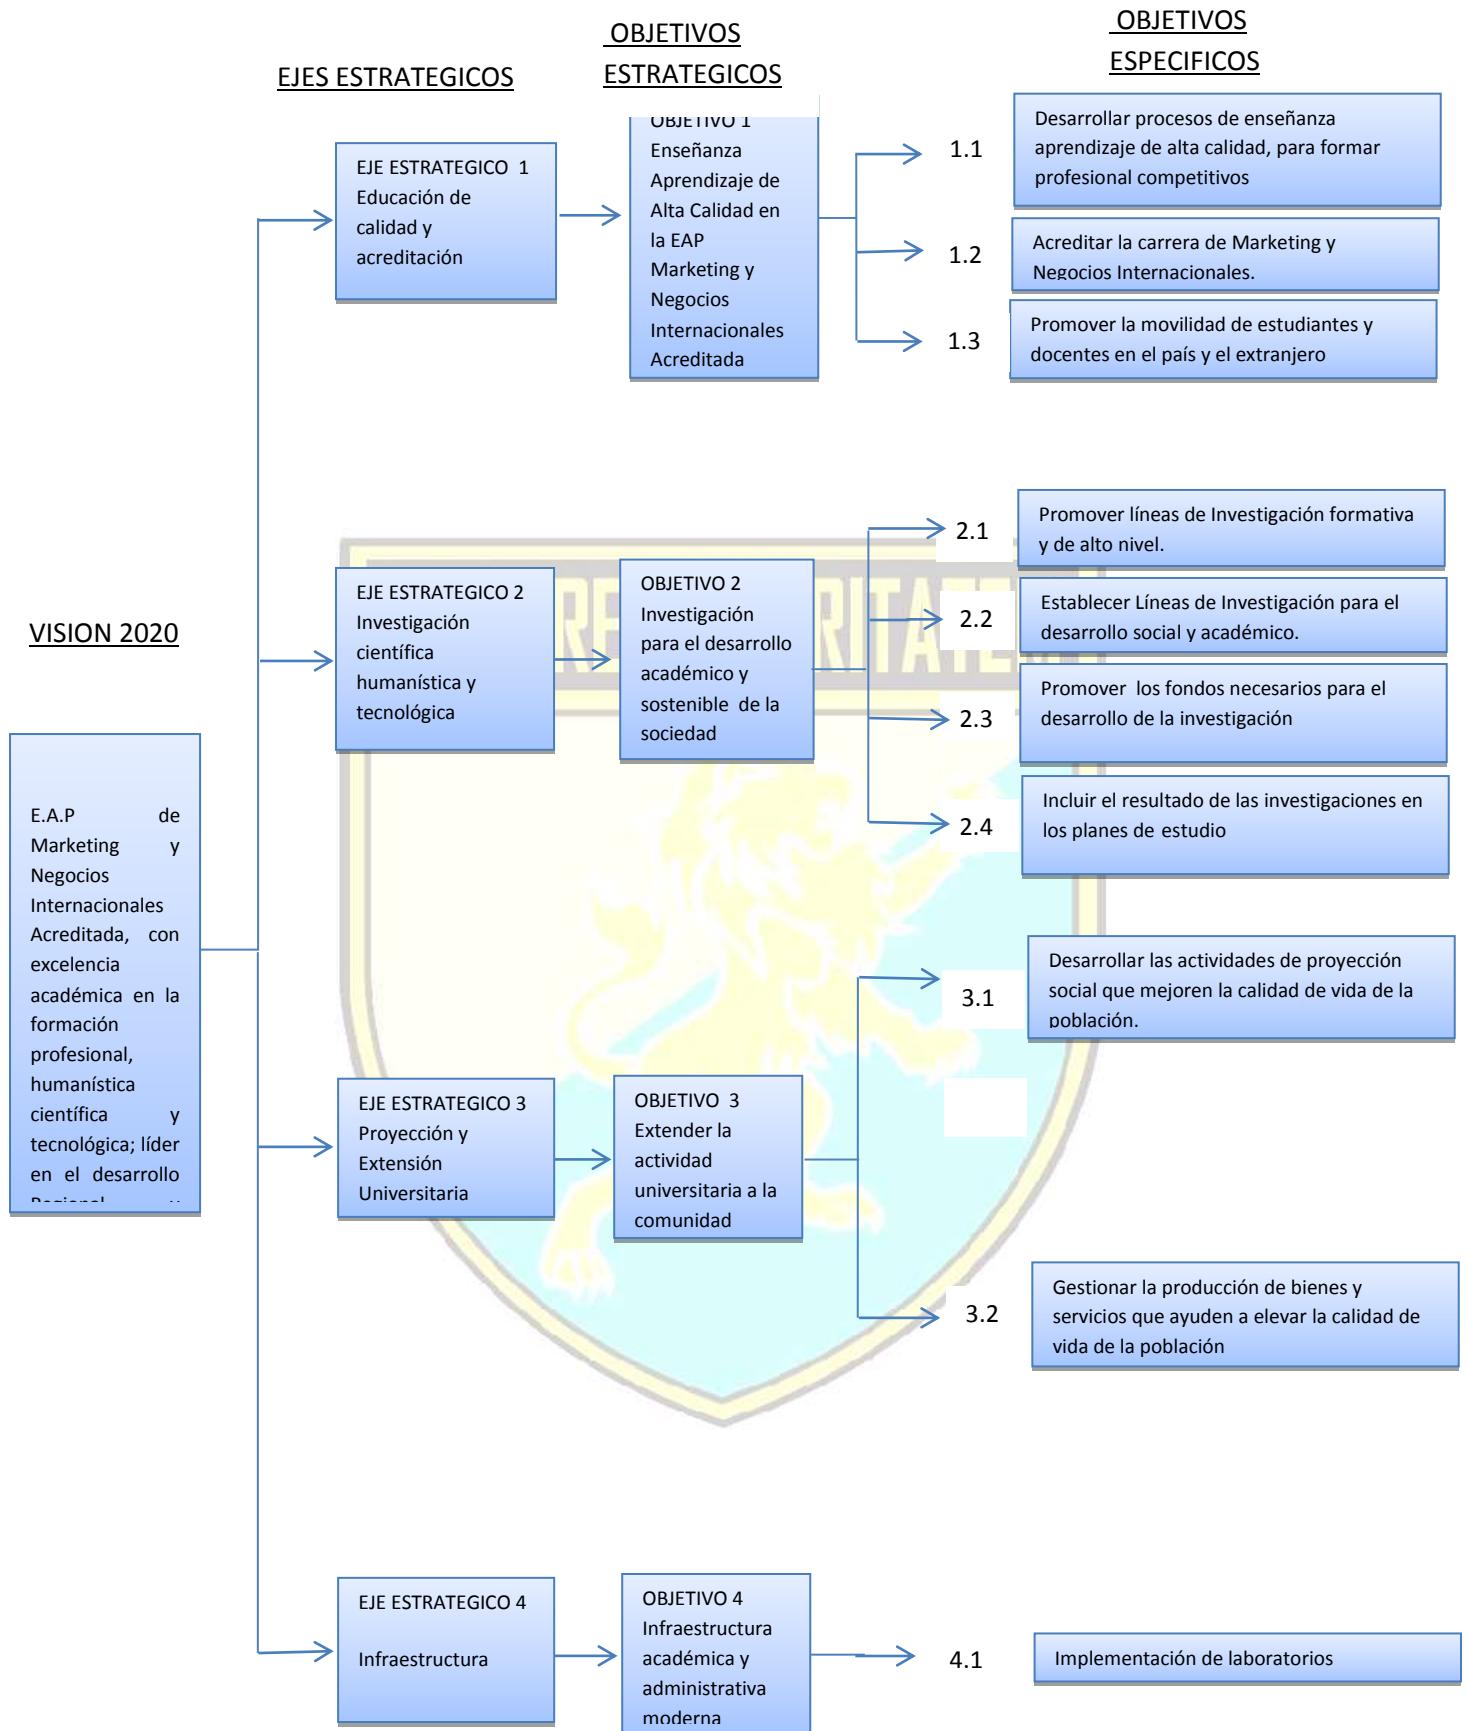 OBJETIVOS
ESPECIFICOS
OBJETIVOS
ESTRATEGICOS
EJES ESTRATEGICOS
VISION 2020
E.A.P de
Marketing y
Negocios
Internacionales
Acreditada, con
excelencia
académica en la
formación
profesional,
humanística
científica y
tecnológica; líder
en el desarrollo
Regional y
EJE ESTRATEGICO 1
Educación de
calidad y
acreditación
OBJETIVO 1
Enseñanza
Aprendizaje de
Alta Calidad en
la EAP
Marketing y
Negocios
Internacionales
Acreditada
1.1
Desarrollar procesos de enseñanza
aprendizaje de alta calidad, para formar
profesional competitivos
1.2
Acreditar la carrera de Marketing y
Negocios Internacionales.
1.3
Promover la movilidad de estudiantes y
docentes en el país y el extranjero
EJE ESTRATEGICO 2
Investigación
científica
humanística y
tecnológica
OBJETIVO 2
Investigación
para el desarrollo
académico y
sostenible de la
sociedad
2.1
Promover líneas de Investigación formativa
y de alto nivel.
2.2
Establecer Líneas de Investigación para el
desarrollo social y académico.
2.3
Promover los fondos necesarios para el
desarrollo de la investigación
2.4
Incluir el resultado de las investigaciones en
los planes de estudio
EJE ESTRATEGICO 3
Proyección y
Extensión
Universitaria
OBJETIVO 3
Extender la
actividad
universitaria a la
comunidad
3.1
Desarrollar las actividades de proyección
social que mejoren la calidad de vida de la
población.
3.2
Gestionar la producción de bienes y
servicios que ayuden a elevar la calidad de
vida de la población
EJE ESTRATEGICO 4
Infraestructura
OBJETIVO 4
Infraestructura
académica y
administrativa
moderna
4.1
Implementación de laboratorios